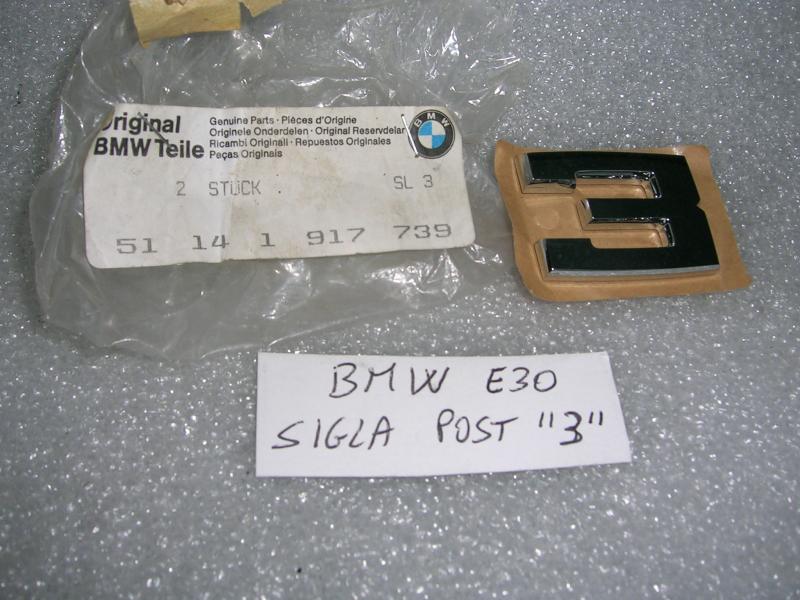 Original
BMW Teile
Genuine Parts · Pièces d'Origine
Originele Onderdelen · Original Reservdelar
Ricambi Originali · Repuestos Originales
Peças Originais
BMW
2 STÜCK SL 3
51 14 1 917 739
3
BMW E30
SIGLA POST "3"